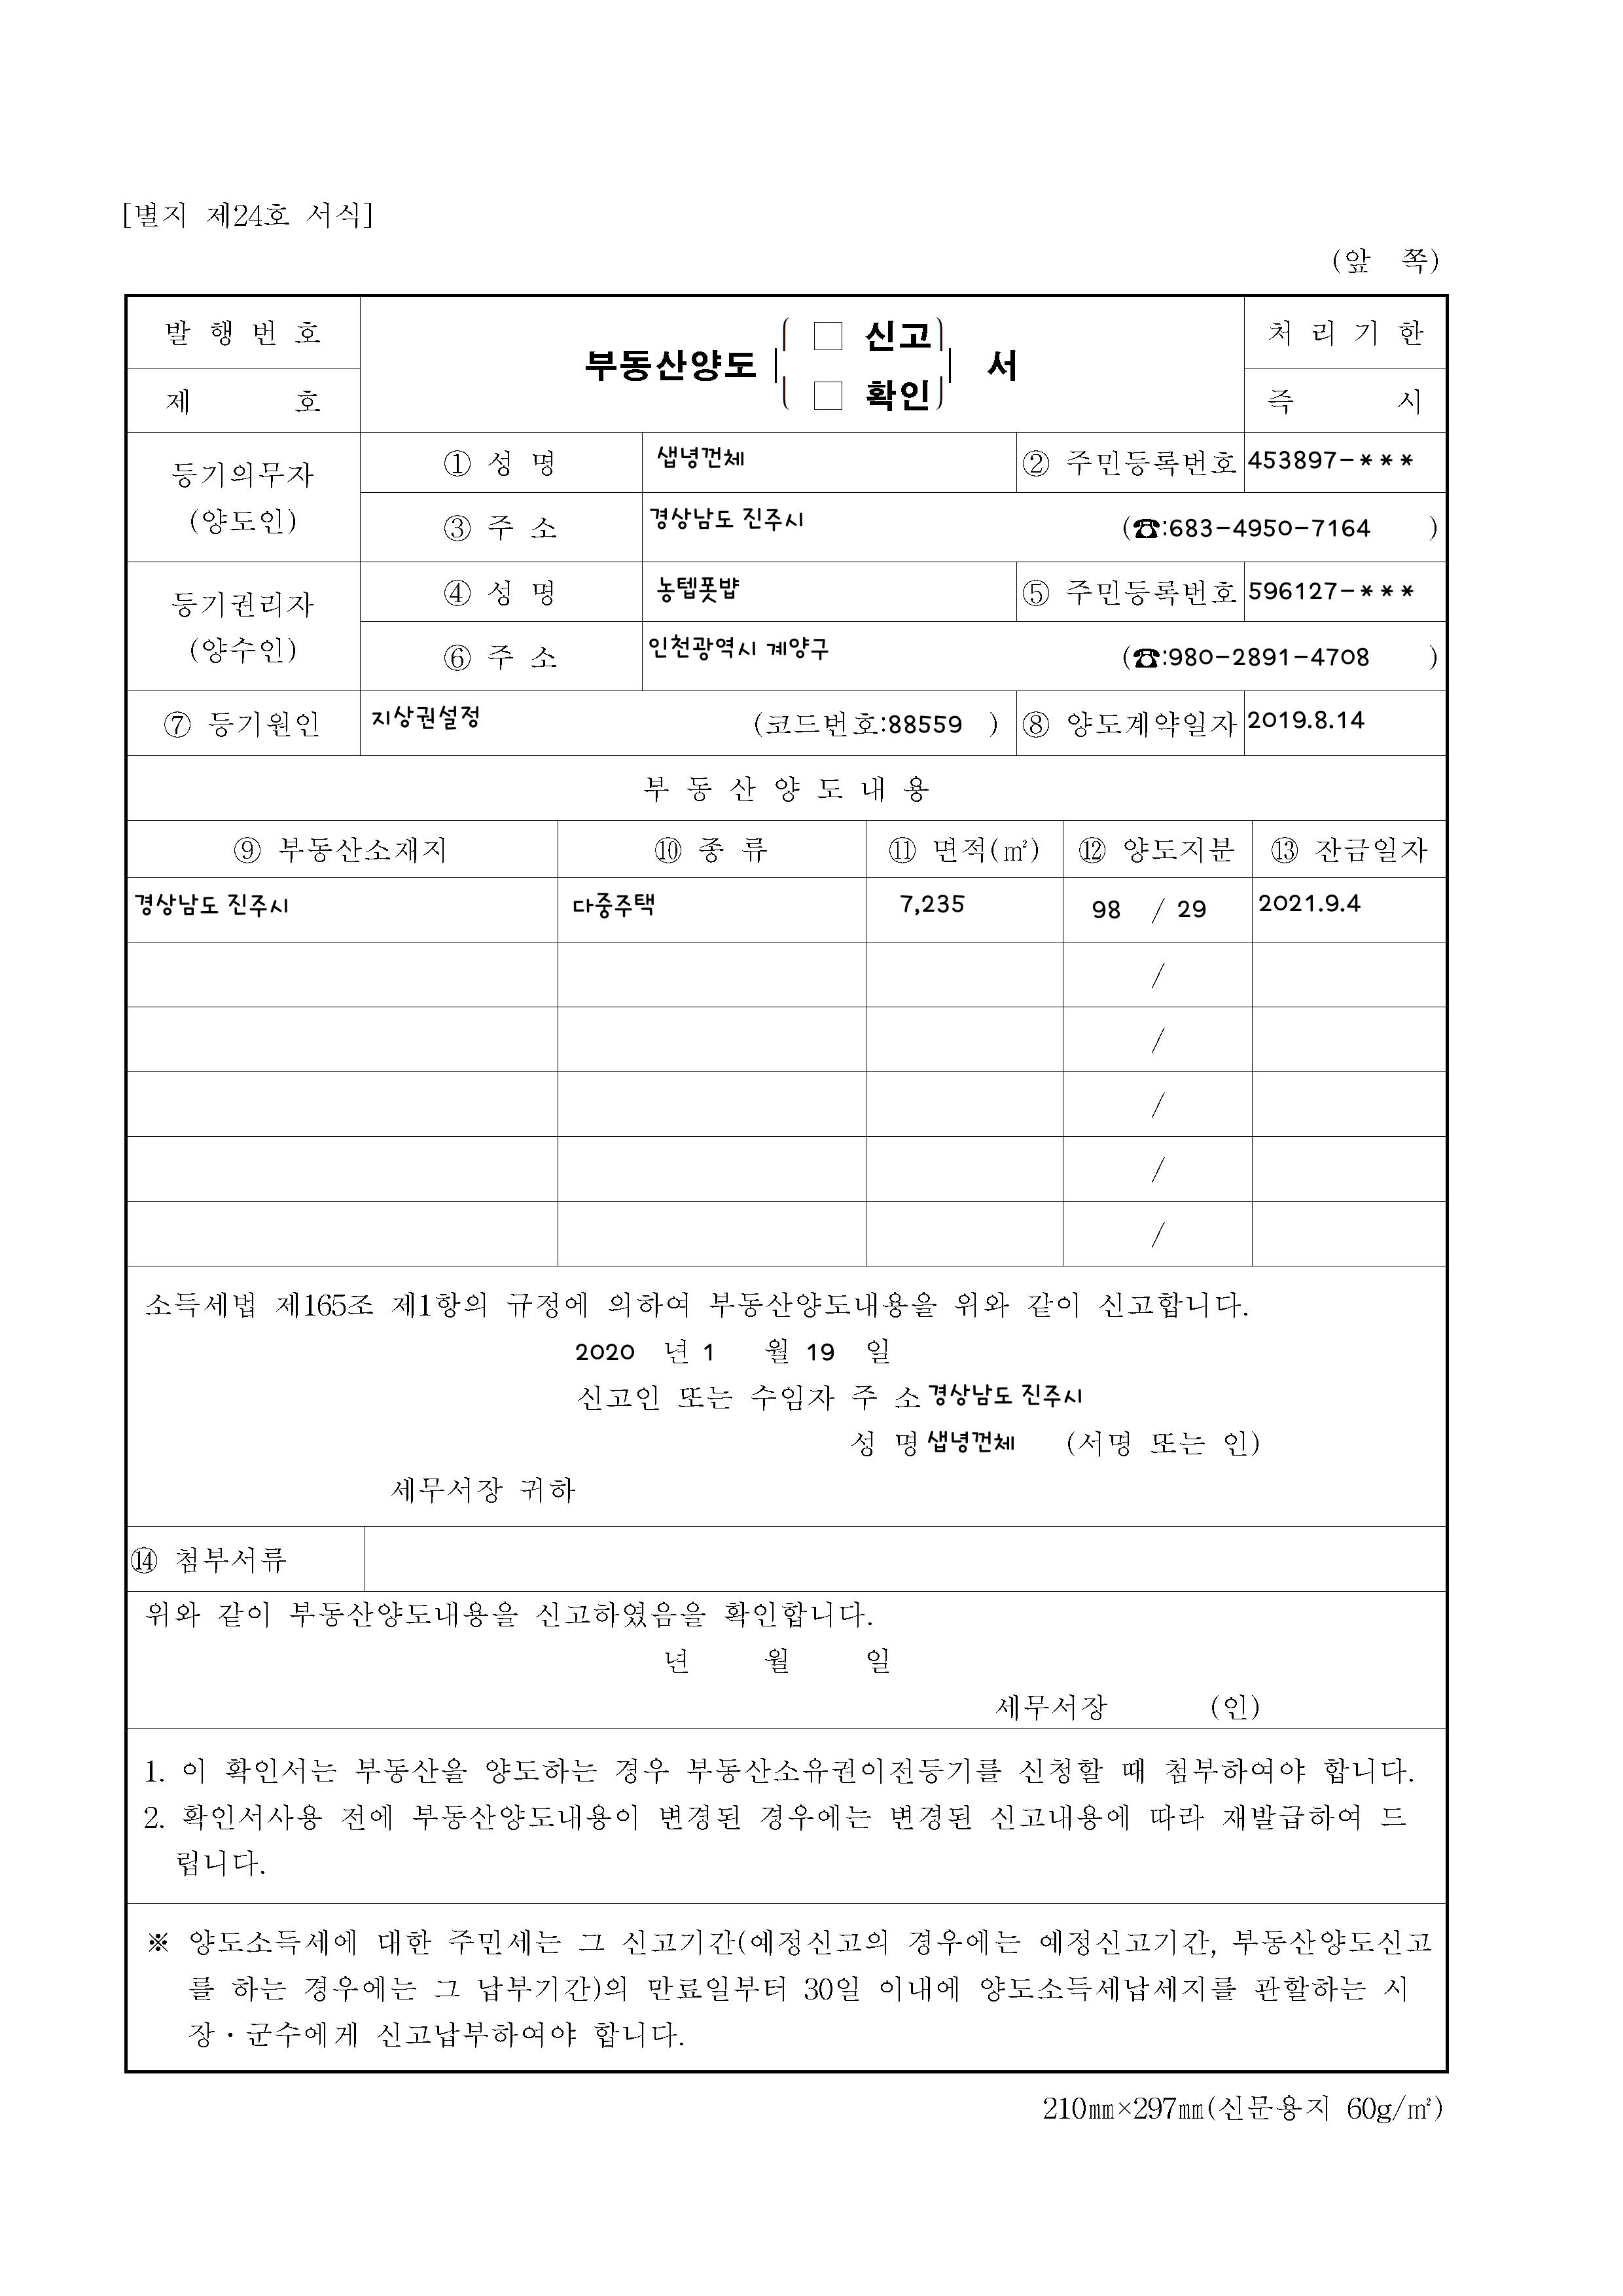 [별지 제24호 서식]
(앞 쪽)
발 행 번 호
제 호
부동산양도 □ 신고 □ 확인 서
처 리 기 한
즉 시
등기의무자
(양도인)
① 성 명 샙녕껀체 ② 주민등록번호 453897-***
③ 주 소 경상남도 진주시 (☎:683-4950-7164 )
등기권리자
(양수인)
④ 성 명 농텝폿뱝 ⑤ 주민등록번호 596127-***
⑥ 주 소 인천광역시 계양구 (☎:980-2891-4708 )
⑦ 등기원인 지상권설정 (코드번호:88559 ) ⑧ 양도계약일자 2019.8.14
부 동 산 양 도 내 용
⑨ 부동산소재지 ⑩ 종 류 ⑪ 면적(㎡) ⑫ 양도지분 ⑬ 잔금일자
경상남도 진주시 다중주택 7,235 98 / 29 2021.9.4
/
/
/
/
/
소득세법 제165조 제1항의 규정에 의하여 부동산양도내용을 위와 같이 신고합니다.
2020 년 1 월 19 일
신고인 또는 수임자 주 소 경상남도 진주시
성 명 샙녕껀체 (서명 또는 인)
세무서장 귀하
⑭ 첨부서류
위와 같이 부동산양도내용을 신고하였음을 확인합니다.
년 월 일
세무서장 (인)
1. 이 확인서는 부동산을 양도하는 경우 부동산소유권이전등기를 신청할 때 첨부하여야 합니다.
2. 확인서사용 전에 부동산양도내용이 변경된 경우에는 변경된 신고내용에 따라 재발급하여 드
립니다.
※ 양도소득세에 대한 주민세는 그 신고기간(예정신고의 경우에는 예정신고기간, 부동산양도신고
를 하는 경우에는 그 납부기간)의 만료일부터 30일 이내에 양도소득세납세지를 관할하는 시
장·군수에게 신고납부하여야 합니다.
210㎜×297㎜(신문용지 60g/㎡)